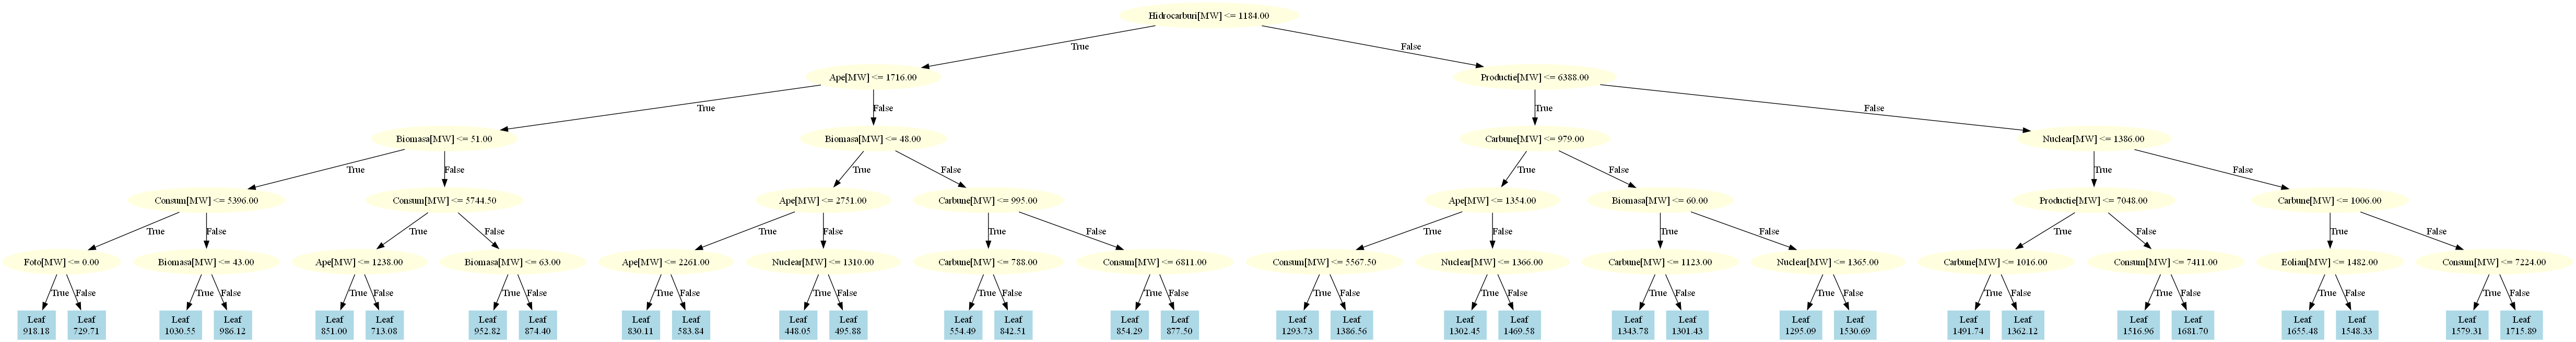 Hidrocarburi[MW] <= 1184.00
True
False
Ape[MW] <= 1716.00
Productie[MW] <= 6388.00
True
False
True
False
Biomasa[MW] <= 51.00
Biomasa[MW] <= 48.00
Carbune[MW] <= 979.00
Nuclear[MW] <= 1386.00
True
False
True
False
True
False
True
False
Consum[MW] <= 5396.00
Consum[MW] <= 5744.50
Ape[MW] <= 2751.00
Carbune[MW] <= 995.00
Ape[MW] <= 1354.00
Biomasa[MW] <= 60.00
Productie[MW] <= 7048.00
Carbune[MW] <= 1006.00
True
False
True
False
True
False
True
False
True
False
True
False
True
False
True
False
Foto[MW] <= 0.00
Biomasa[MW] <= 43.00
Ape[MW] <= 1238.00
Biomasa[MW] <= 63.00
Ape[MW] <= 2261.00
Nuclear[MW] <= 1310.00
Carbune[MW] <= 788.00
Consum[MW] <= 6811.00
Consum[MW] <= 5567.50
Nuclear[MW] <= 1366.00
Carbune[MW] <= 1123.00
Nuclear[MW] <= 1365.00
Carbune[MW] <= 1016.00
Consum[MW] <= 7411.00
Eolian[MW] <= 1482.00
Consum[MW] <= 7224.00
True
False
True
False
True
False
True
False
True
False
True
False
True
False
True
False
True
False
True
False
True
False
True
False
True
False
True
False
True
False
True
False
Leaf
918.18
Leaf
729.71
Leaf
1030.55
Leaf
986.12
Leaf
851.00
Leaf
713.08
Leaf
952.82
Leaf
874.40
Leaf
830.11
Leaf
583.84
Leaf
448.05
Leaf
495.88
Leaf
554.49
Leaf
842.51
Leaf
854.29
Leaf
877.50
Leaf
1293.73
Leaf
1386.56
Leaf
1302.45
Leaf
1469.58
Leaf
1343.78
Leaf
1301.43
Leaf
1295.09
Leaf
1530.69
Leaf
1491.74
Leaf
1362.12
Leaf
1516.96
Leaf
1681.70
Leaf
1655.48
Leaf
1548.33
Leaf
1579.31
Leaf
1715.89